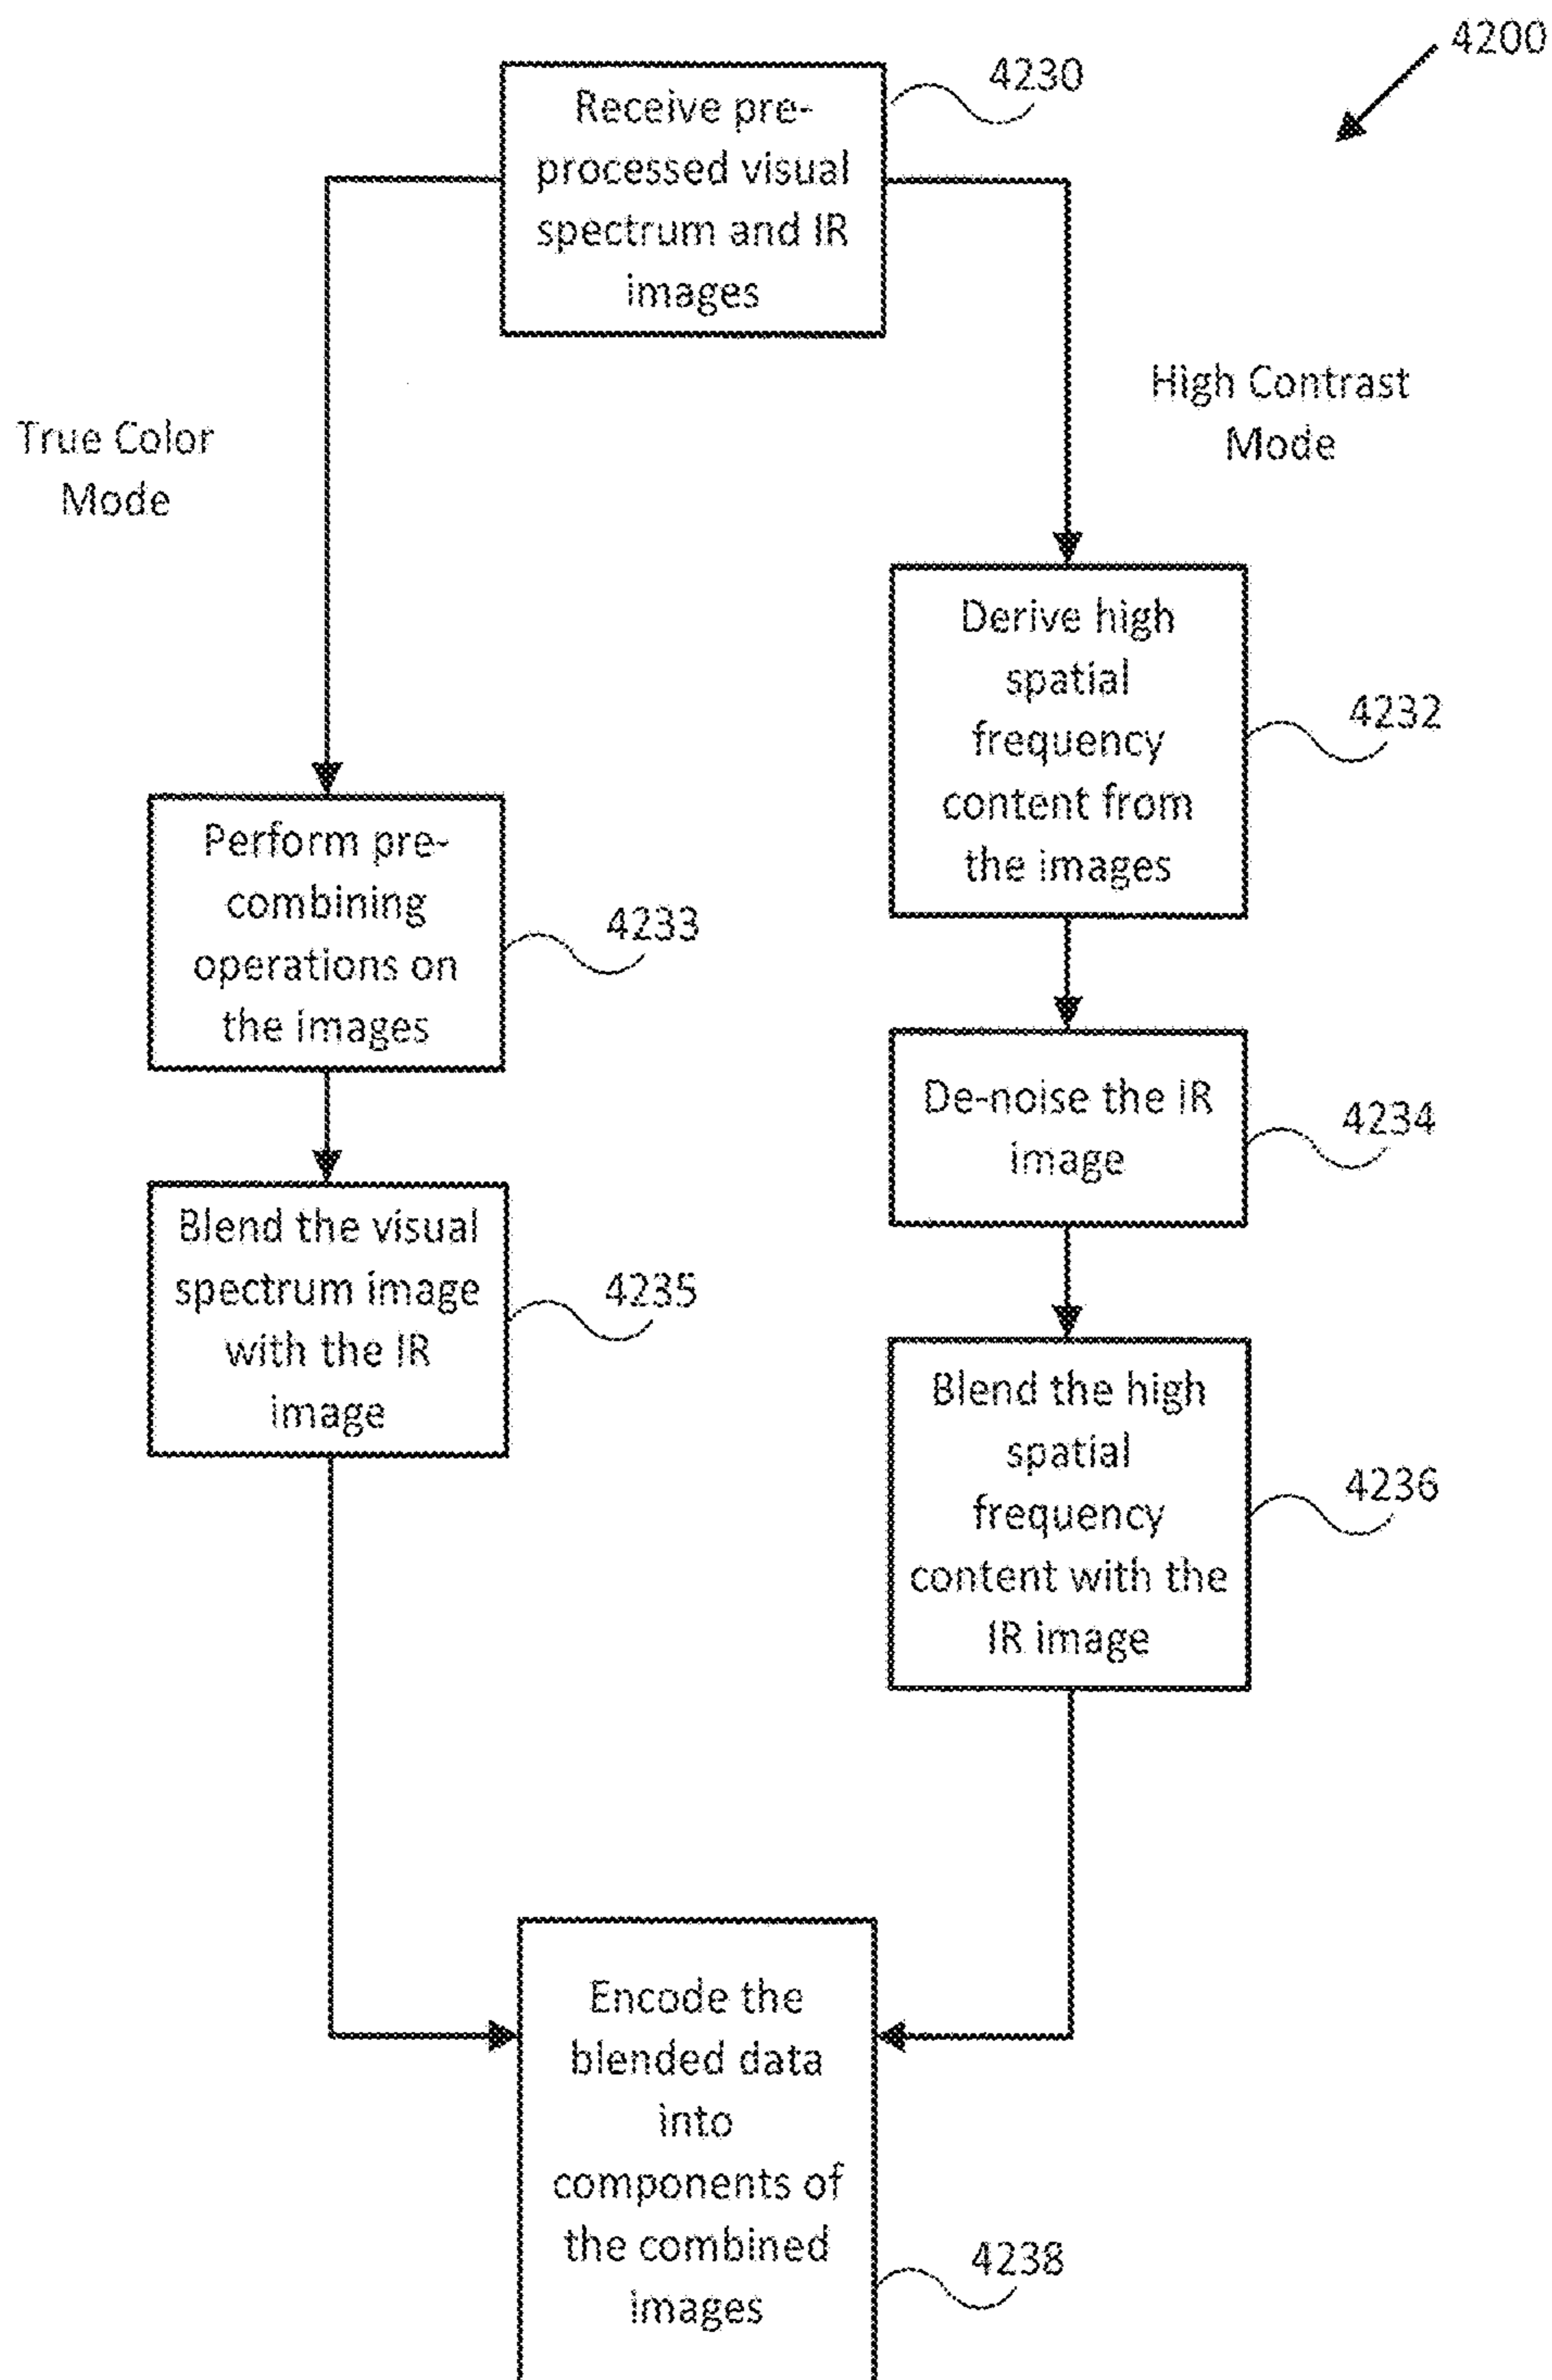 4200
4230
Receive pre-
processed visual
spectrum and IR
images
High Contrast
Mode
True Color
Mode
Derive high
spatial
frequency
content from
the images
4232
Perform pre-
combining
operations on
the images
4233
De-noise the IR
image
4234
Blend the visual
spectrum image
with the IR
image
4235
Blend the high
spatial
frequency
content with the
IR image
4236
Encode the
blended data
into
components of
the combined
images
4238